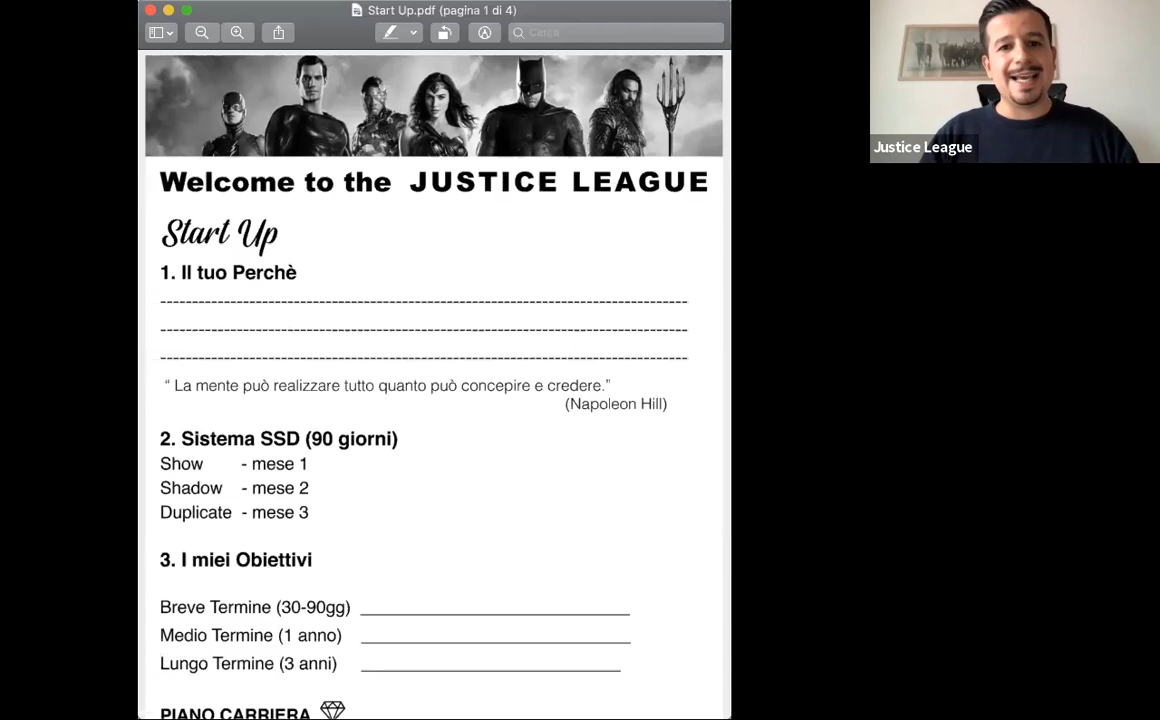 Start Up.pdf (pagina 1 di 4)
Cerca
Justice League
Welcome to the JUSTICE LEAGUE
Start Up
1. Il tuo Perchè
“ La mente può realizzare tutto quanto può concepire e credere.”
(Napoleon Hill)
2. Sistema SSD (90 giorni)
Show - mese 1
Shadow - mese 2
Duplicate - mese 3
3. I miei Obiettivi
Breve Termine (30-90gg)
Medio Termine (1 anno)
Lungo Termine (3 anni)
PIANO CARRIERA